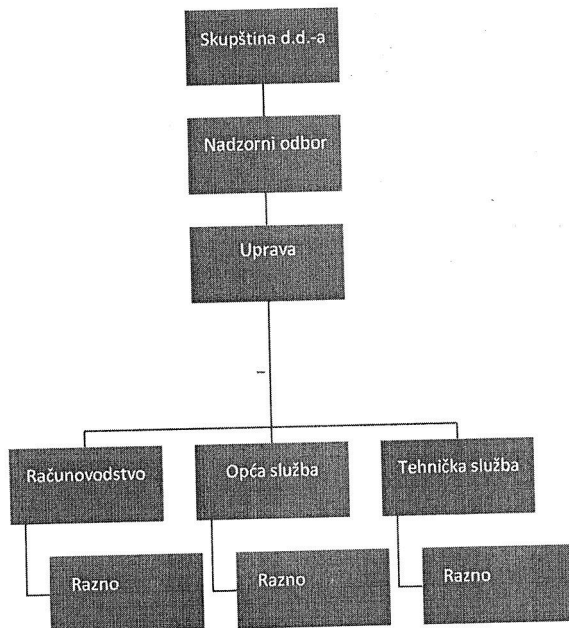 Skupština d.d.-a
Nadzorni odbor
Uprava
Računovodstvo
Opća služba
Tehnička služba
Razno
Razno
Razno